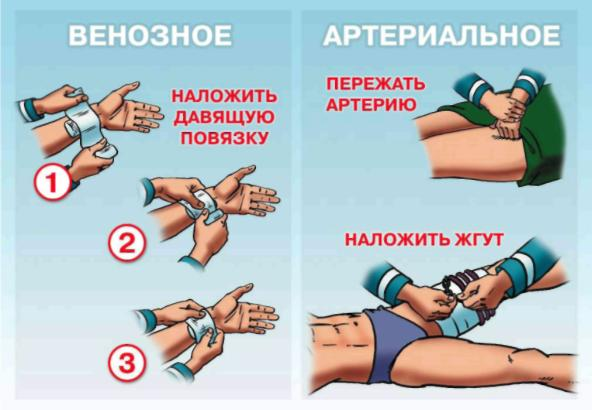 ВЕНОЗНОЕ
НАЛОЖИТЬ
ДАВЯЩУЮ
ПОВЯЗКУ
1
2
3
АРТЕРИАЛЬНОЕ
ПЕРЕЖАТЬ
АРТЕРИЮ
НАЛОЖИТЬ ЖГУТ